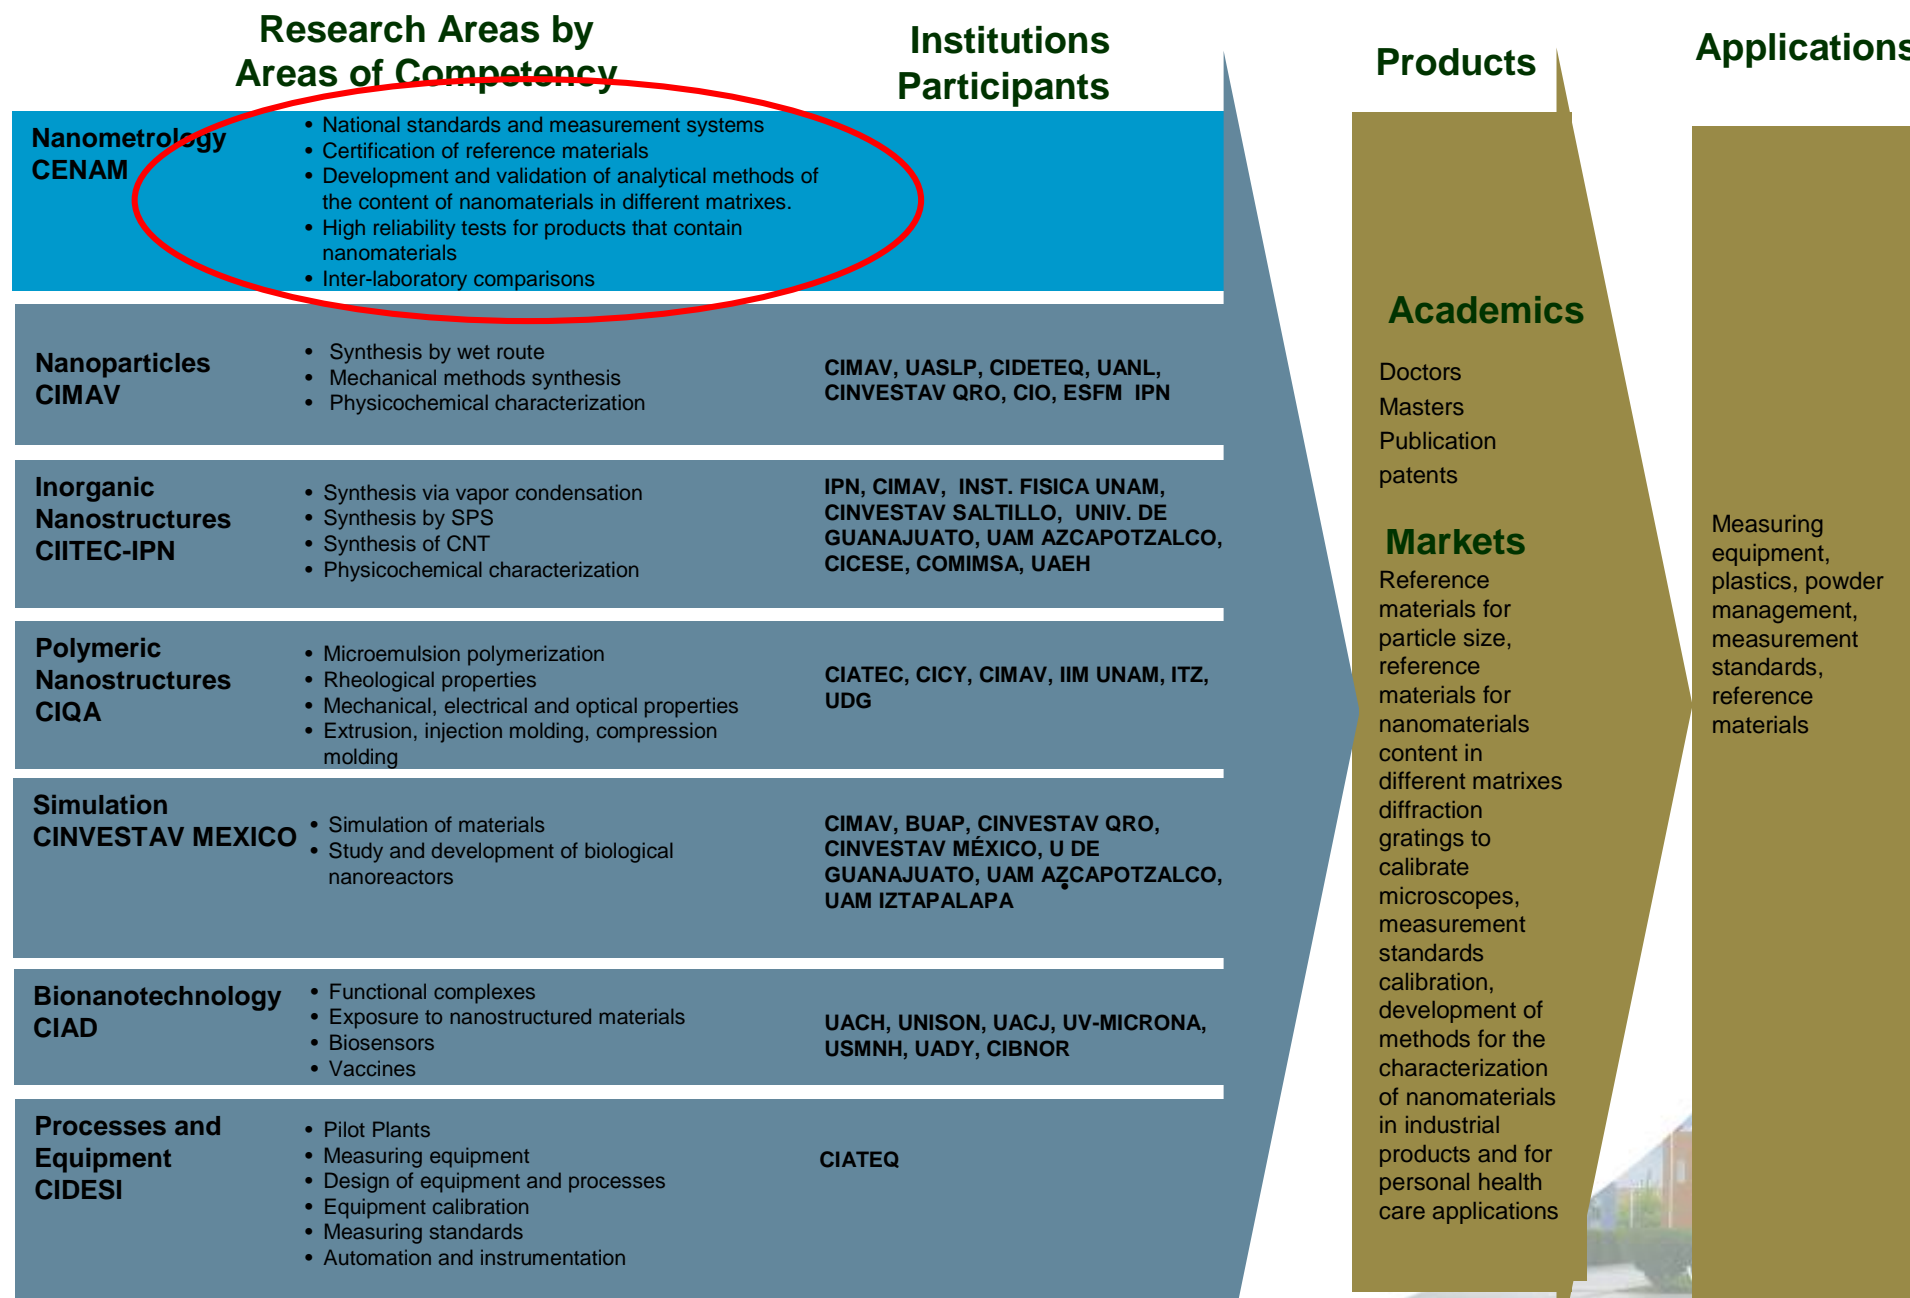 Research Areas by
Areas of Competency
Institutions
Participants
Products
Applications
Nanometrology
CENAM
• National standards and measurement systems
• Certification of reference materials
• Development and validation of analytical methods of
the content of nanomaterials in different matrixes.
• High reliability tests for products that contain
nanomaterials
• Inter-laboratory comparisons
Nanoparticles
CIMAV
• Synthesis by wet route
• Mechanical methods synthesis
• Physicochemical characterization
CIMAV, UASLP, CIDETEQ, UANL,
CINVESTAV QRO, CIO, ESFM IPN
Inorganic
Nanostructures
CIITEC-IPN
• Synthesis via vapor condensation
• Synthesis by SPS
• Synthesis of CNT
• Physicochemical characterization
IPN, CIMAV, INST. FISICA UNAM,
CINVESTAV SALTILLO, UNIV. DE
GUANAJUATO, UAM AZCAPOTZALCO,
CICESE, COMIMSA, UAEH
Polymeric
Nanostructures
CIQA
• Microemulsion polymerization
• Rheological properties
• Mechanical, electrical and optical properties
• Extrusion, injection molding, compression
molding
CIATEC, CICY, CIMAV, IIM UNAM, ITZ,
UDG
Simulation
CINVESTAV MEXICO
• Simulation of materials
• Study and development of biological
nanoreactors
CIMAV, BUAP, CINVESTAV QRO,
CINVESTAV MÉXICO, U DE
GUANAJUATO, UAM AZCAPOTZALCO,
UAM IZTAPALAPA
•
Bionanotechnology
CIAD
• Functional complexes
• Exposure to nanostructured materials
• Biosensors
• Vaccines
UACH, UNISON, UACJ, UV-MICRONA,
USMNH, UADY, CIBNOR
Processes and
Equipment
CIDESI
• Pilot Plants
• Measuring equipment
• Design of equipment and processes
• Equipment calibration
• Measuring standards
• Automation and instrumentation
CIATEQ
Academics
Doctors
Masters
Publication
patents
Markets
Reference
materials for
particle size,
reference
materials for
nanomaterials
content in
different matrixes
diffraction
gratings to
calibrate
microscopes,
measurement
standards
calibration,
development of
methods for the
characterization
of nanomaterials
in industrial
products and for
personal health
care applications
Measuring
equipment,
plastics, powder
management,
measurement
standards,
reference
materials